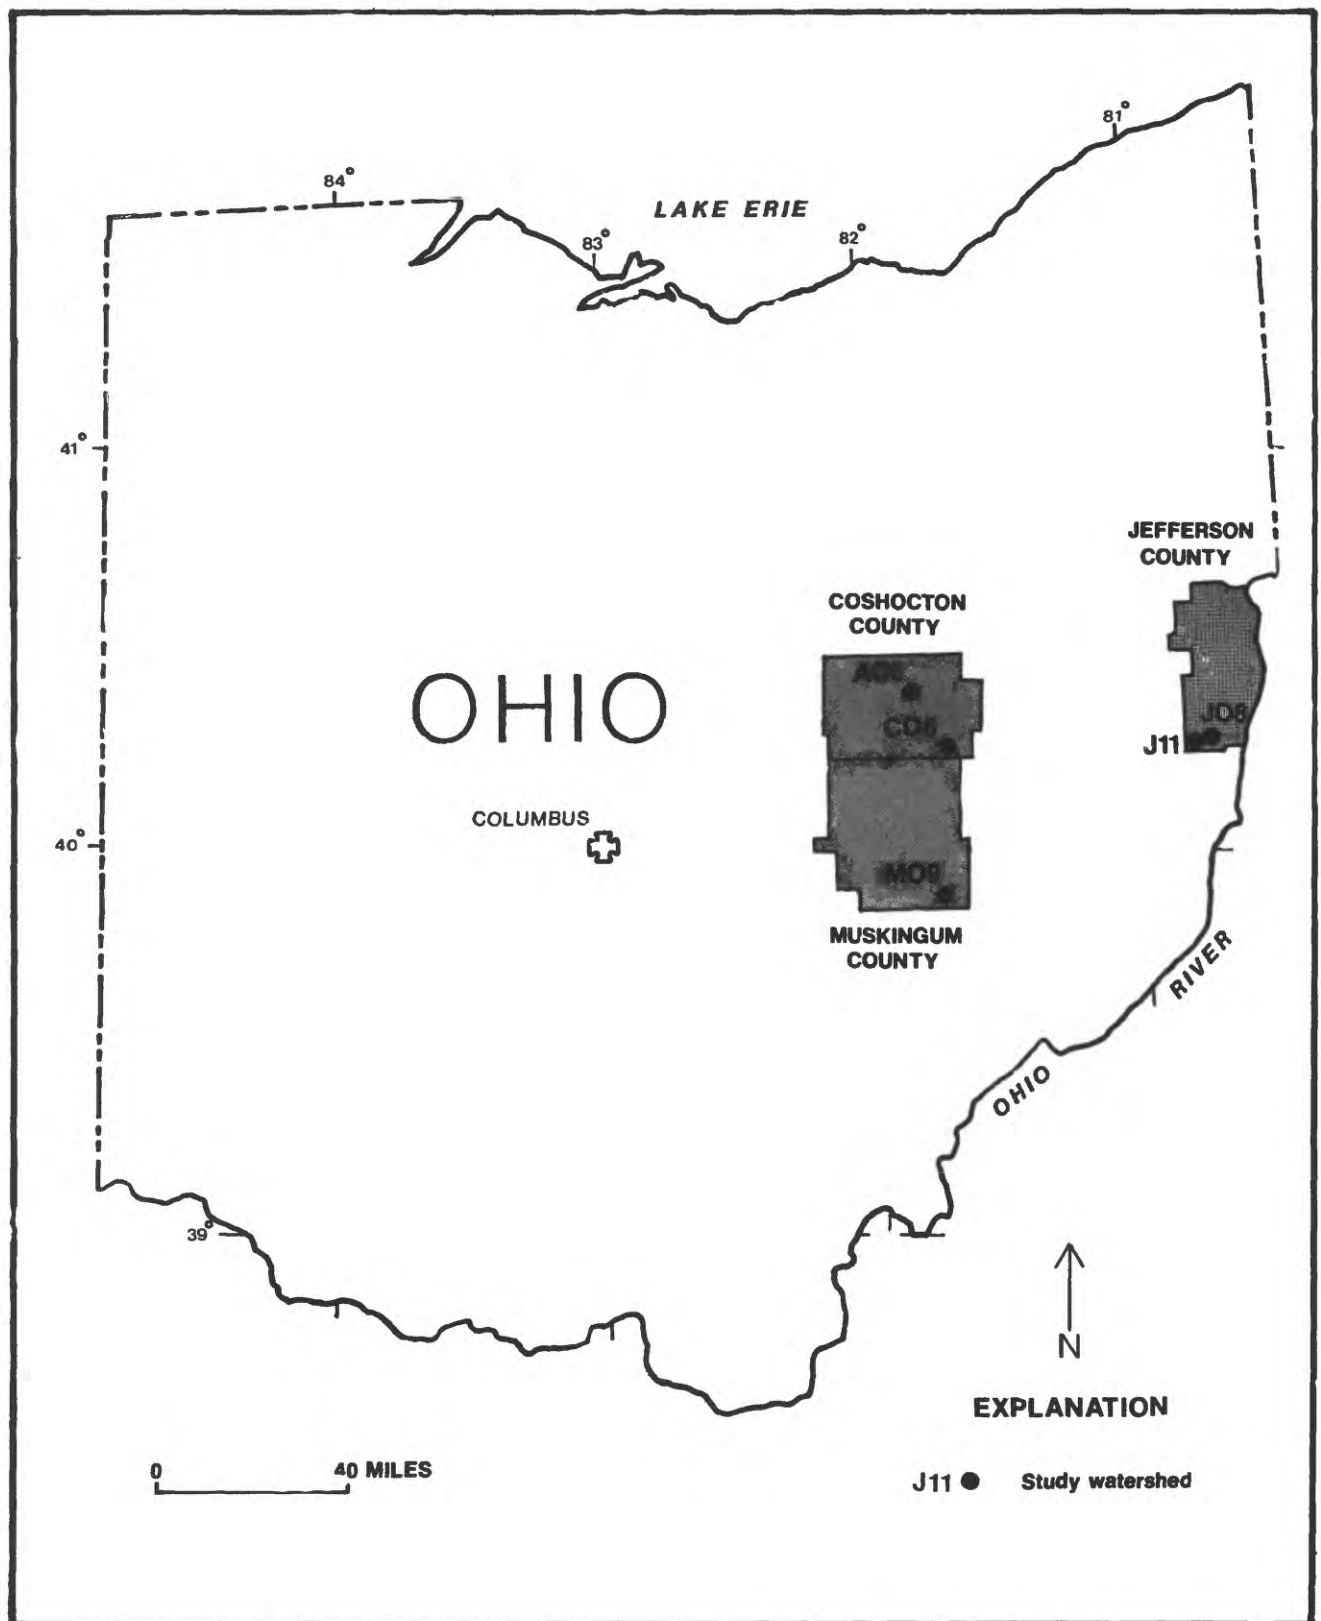 81°
84°
LAKE ERIE
83°
82°
41°
JEFFERSON
COUNTY
COSHOCTON
COUNTY
OHIO
J11
COLUMBUS
40°
MUSKINGUM
COUNTY
OHIO RIVER
39°
N
EXPLANATION
0 40 MILES
J11 Study watershed